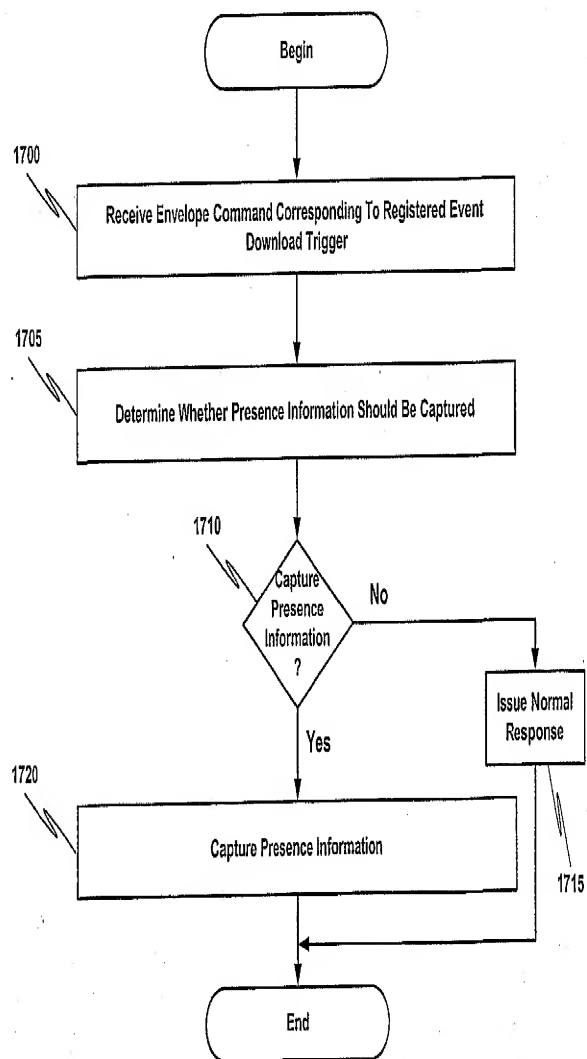 Begin
1700
Receive Envelope Command Corresponding To Registered Event
Download Trigger
1705
Determine Whether Presence Information Should Be Captured
1710
Capture
Presence
Information
?
No
Yes
Issue Normal
Response
1715
1720
Capture Presence Information
End